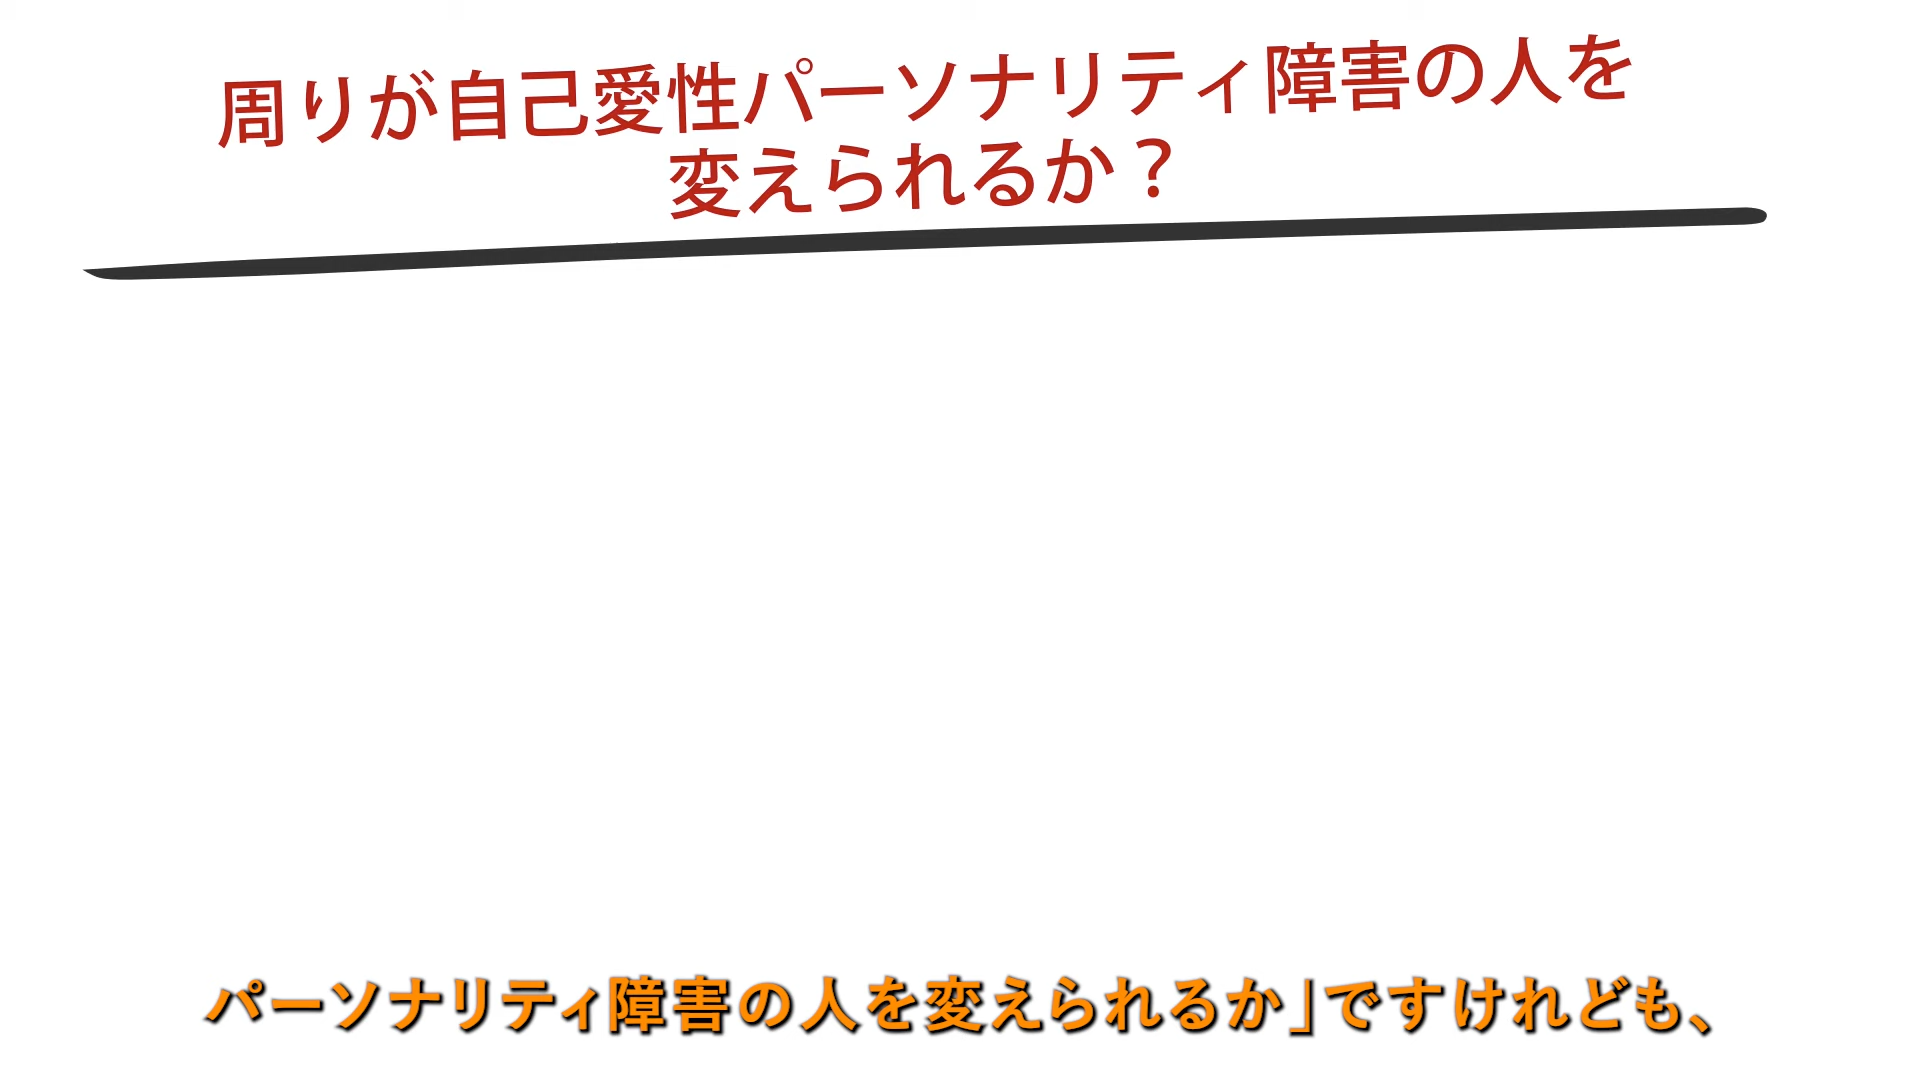 周りが自己愛性パーソナリティ障害の人を
変えられるか？
パーソナリティ障害の人を変えられるか」ですけれども、